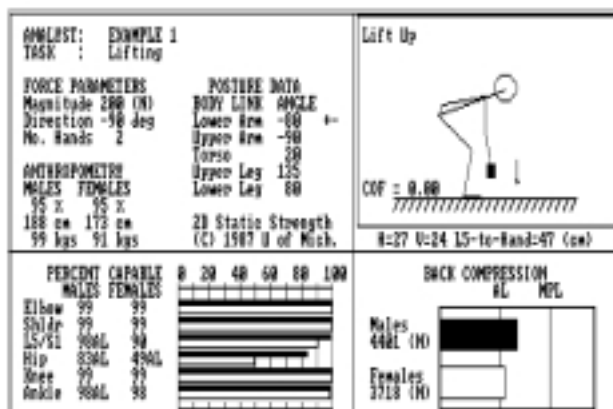 ANALYST: EXAMPLE 1
TASK : Lifting
FORCE PARAMETERS
Magnitude 200 (N)
Direction -90 deg
No. Hands 2
ANTHROPOMETRY
MALES FEMALES
95 % 95 %
188 cm 173 cm
99 kgs 91 kgs
POSTURE DATA
BODY LINK ANGLE
Lower Arm -80 <-
Upper Arm -90
Torso 20
Upper Leg 135
Lower Leg 80
2D Static Strength
(C) 1987 U of Mich.
Lift Up
COF = 0.00
H=27 V=24 L5-to-Hand=47 (cm)
PERCENT CAPABLE
MALES FEMALES
0 20 40 60 80 100
Elbow 99 99
Shldr 99 99
L5/S1 98AL 90
Hip 83AL 49AL
Knee 99 99
Ankle 98AL 98
BACK COMPRESSION
AL MPL
Males
4401 (N)
Females
3718 (N)